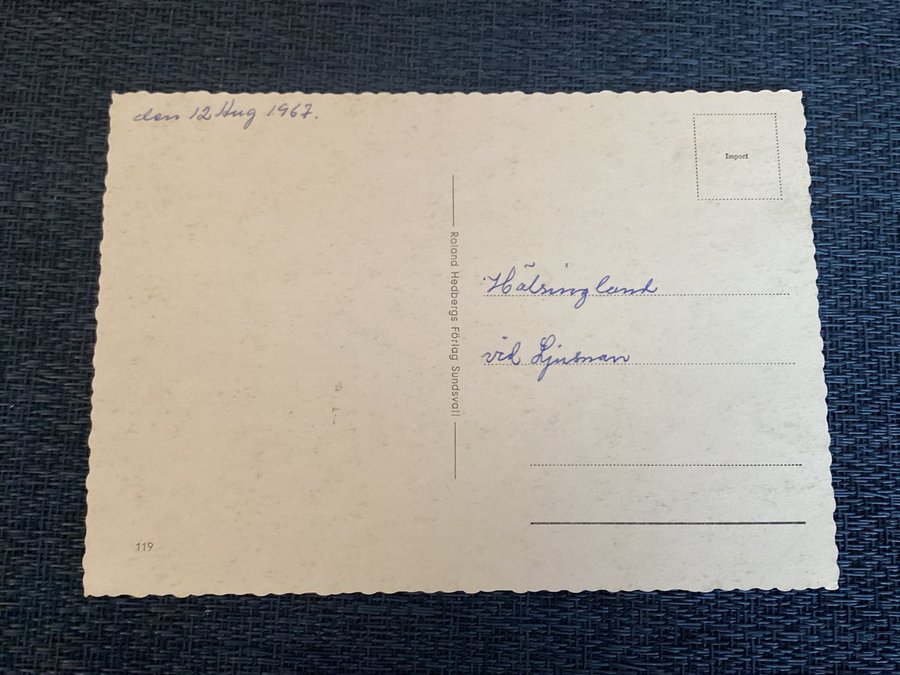 den 12 Aug 1967.
Import
Roland Hedbergs Förlag Sundsvall
Hälsingland
vid Ljusnan
119